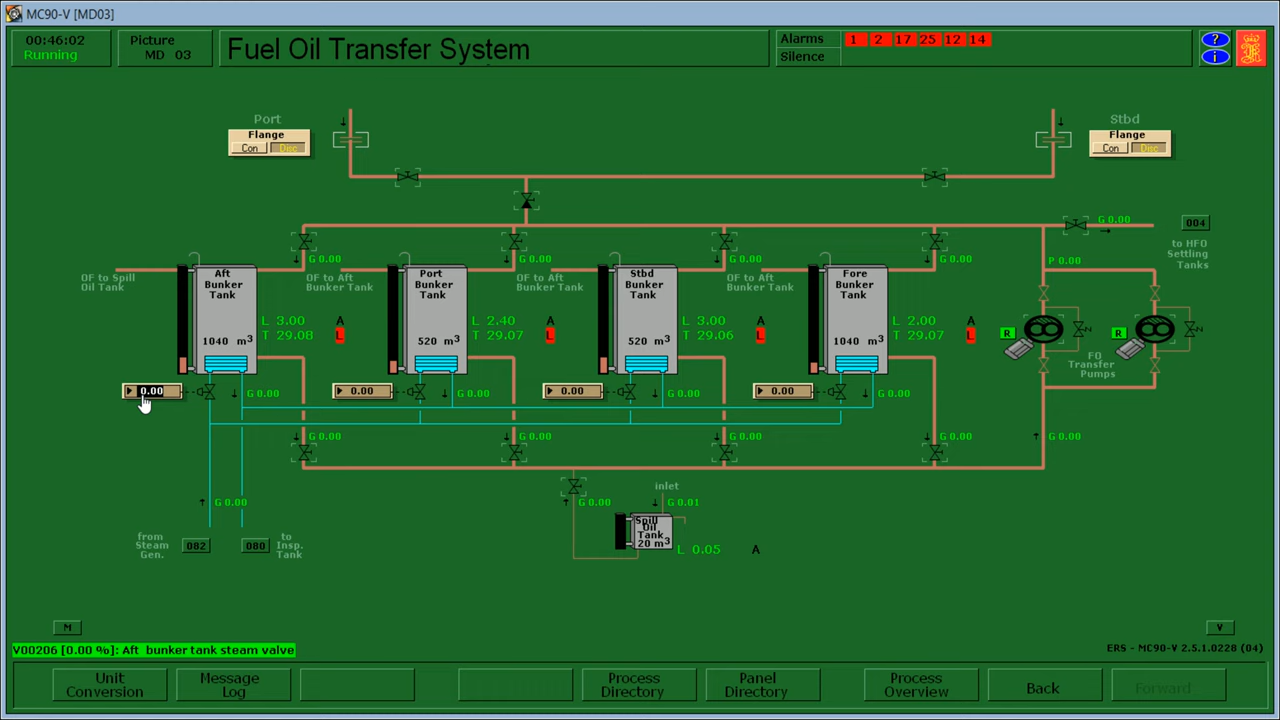 MC90-V [MD03]
00:46:02
Running
Picture
MD 03
Fuel Oil Transfer System
Alarms
Silence
1 2 17 25 12 14
?
i
Port
Flange
Con Disc
Stbd
Flange
Con Disc
G 0.00
004
to HFO
Settling
Tanks
G 0.00
G 0.00
G 0.00
G 0.00
P 0.00
OF to Spill
Oil Tank
Aft
Bunker
Tank
1040 m3
L 3.00
T 29.08
A
L
OF to Aft
Bunker Tank
Port
Bunker
Tank
520 m3
L 2.40
T 29.07
A
L
OF to Aft
Bunker Tank
Stbd
Bunker
Tank
520 m3
L 3.00
T 29.06
A
L
OF to Aft
Bunker Tank
Fore
Bunker
Tank
1040 m3
L 2.00
T 29.07
A
L
R
R
FO
Transfer
Pumps
0.00
G 0.00
0.00
G 0.00
0.00
G 0.00
0.00
G 0.00
G 0.00
G 0.00
G 0.00
G 0.00
G 0.00
G 0.00
from
Steam
Gen.
082
080
to
Insp.
Tank
G 0.00
inlet
G 0.01
Spill
Oil
Tank
20 m3
L 0.05
A
M
V
V00206 [0.00 %]: Aft bunker tank steam valve
ERS - MC90-V 2.5.1.0228 (04)
Unit
Conversion
Message
Log
Process
Directory
Panel
Directory
Process
Overview
Back
Forward